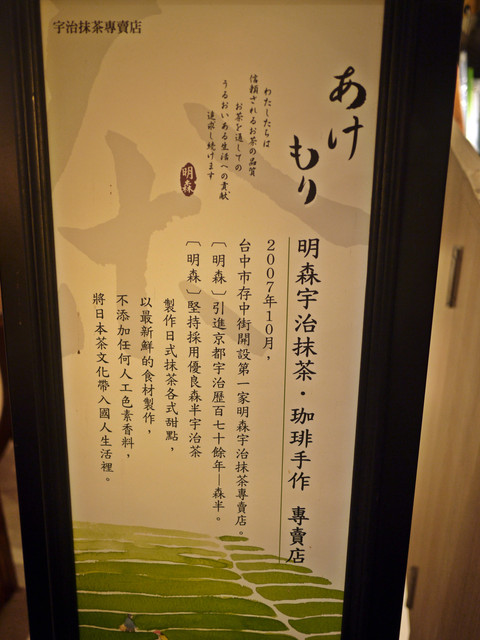 宇治抹茶專賣店
あけ
もり
わたしたちは
信頼されるお茶の品質
お茶を通しての
うるおいある生活への貢献
追求し続けます
明森
明森宇治抹茶・珈琲手作 專賣店
2007年10月，
台中市存中街開設第一家明森宇治抹茶專賣店。
〔明森〕引進京都宇治歷百七十餘年—森半。
〔明森〕堅持採用優良森半宇治茶
製作日式抹茶各式甜點，
以最新鮮的食材製作，
不添加任何人工色素香料，
將日本茶文化帶入國人生活裡。